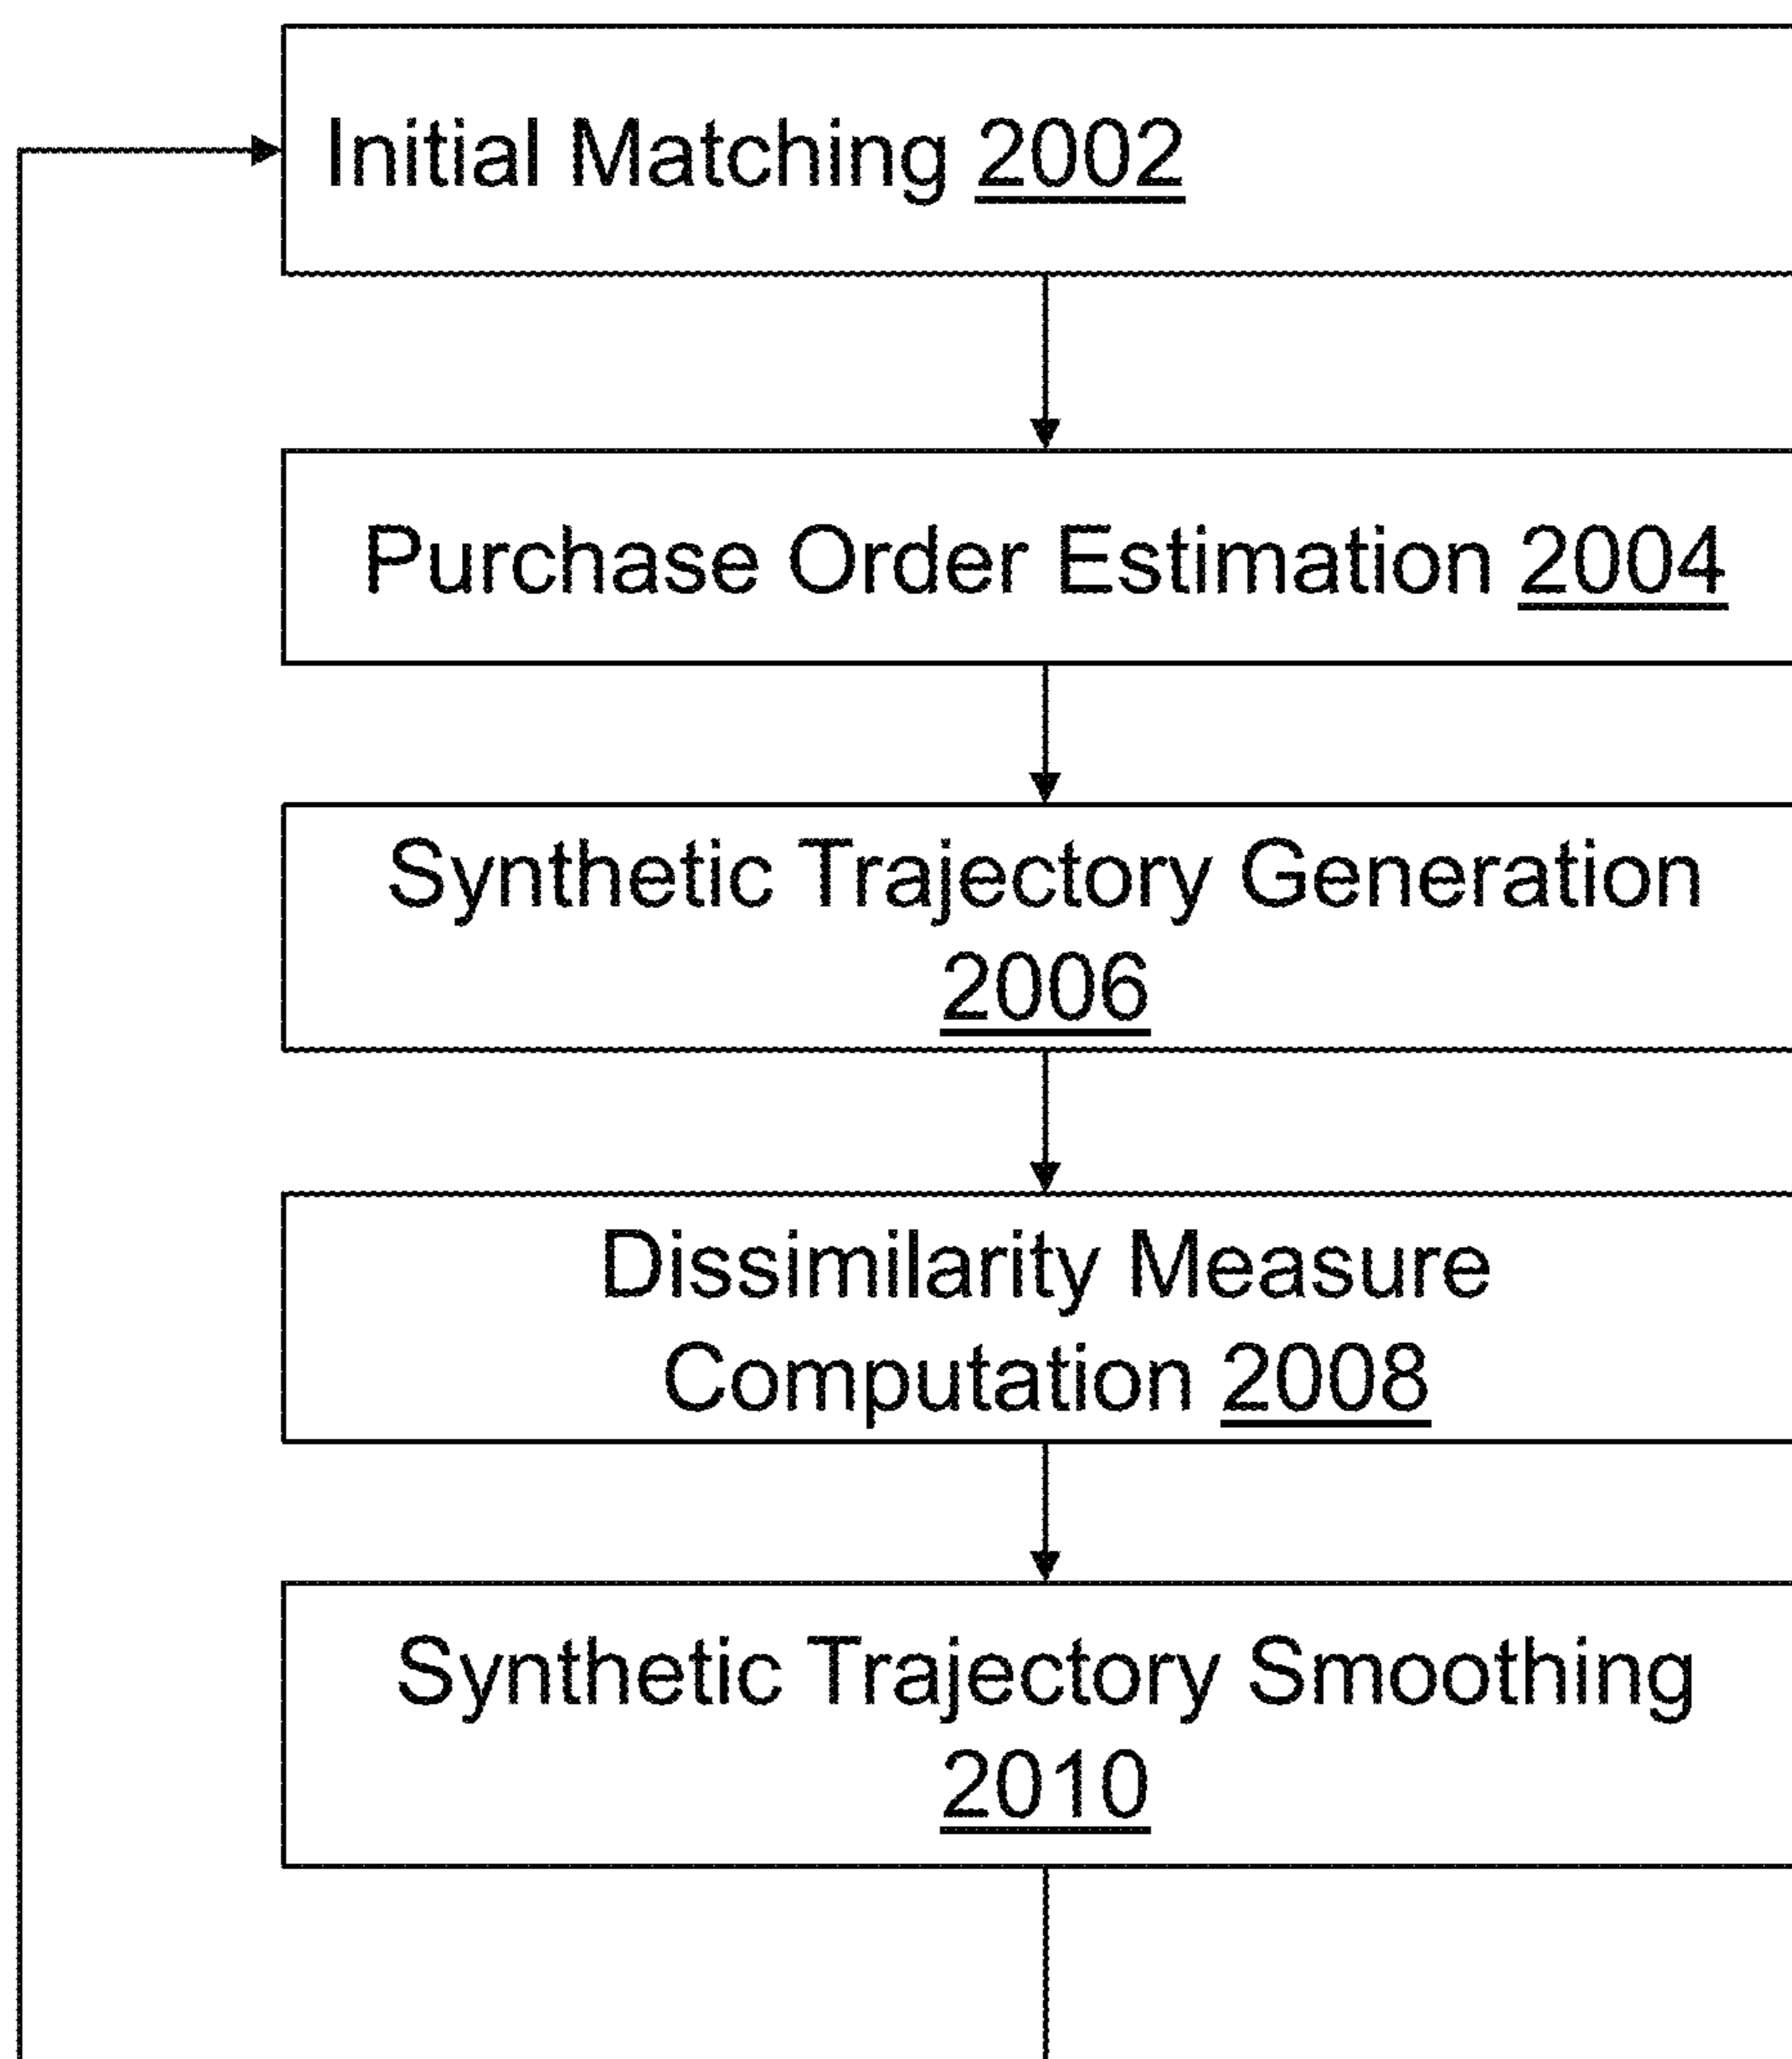 Initial Matching 2002
Purchase Order Estimation 2004
Synthetic Trajectory Generation
2006
Dissimilarity Measure
Computation 2008
Synthetic Trajectory Smoothing
2010